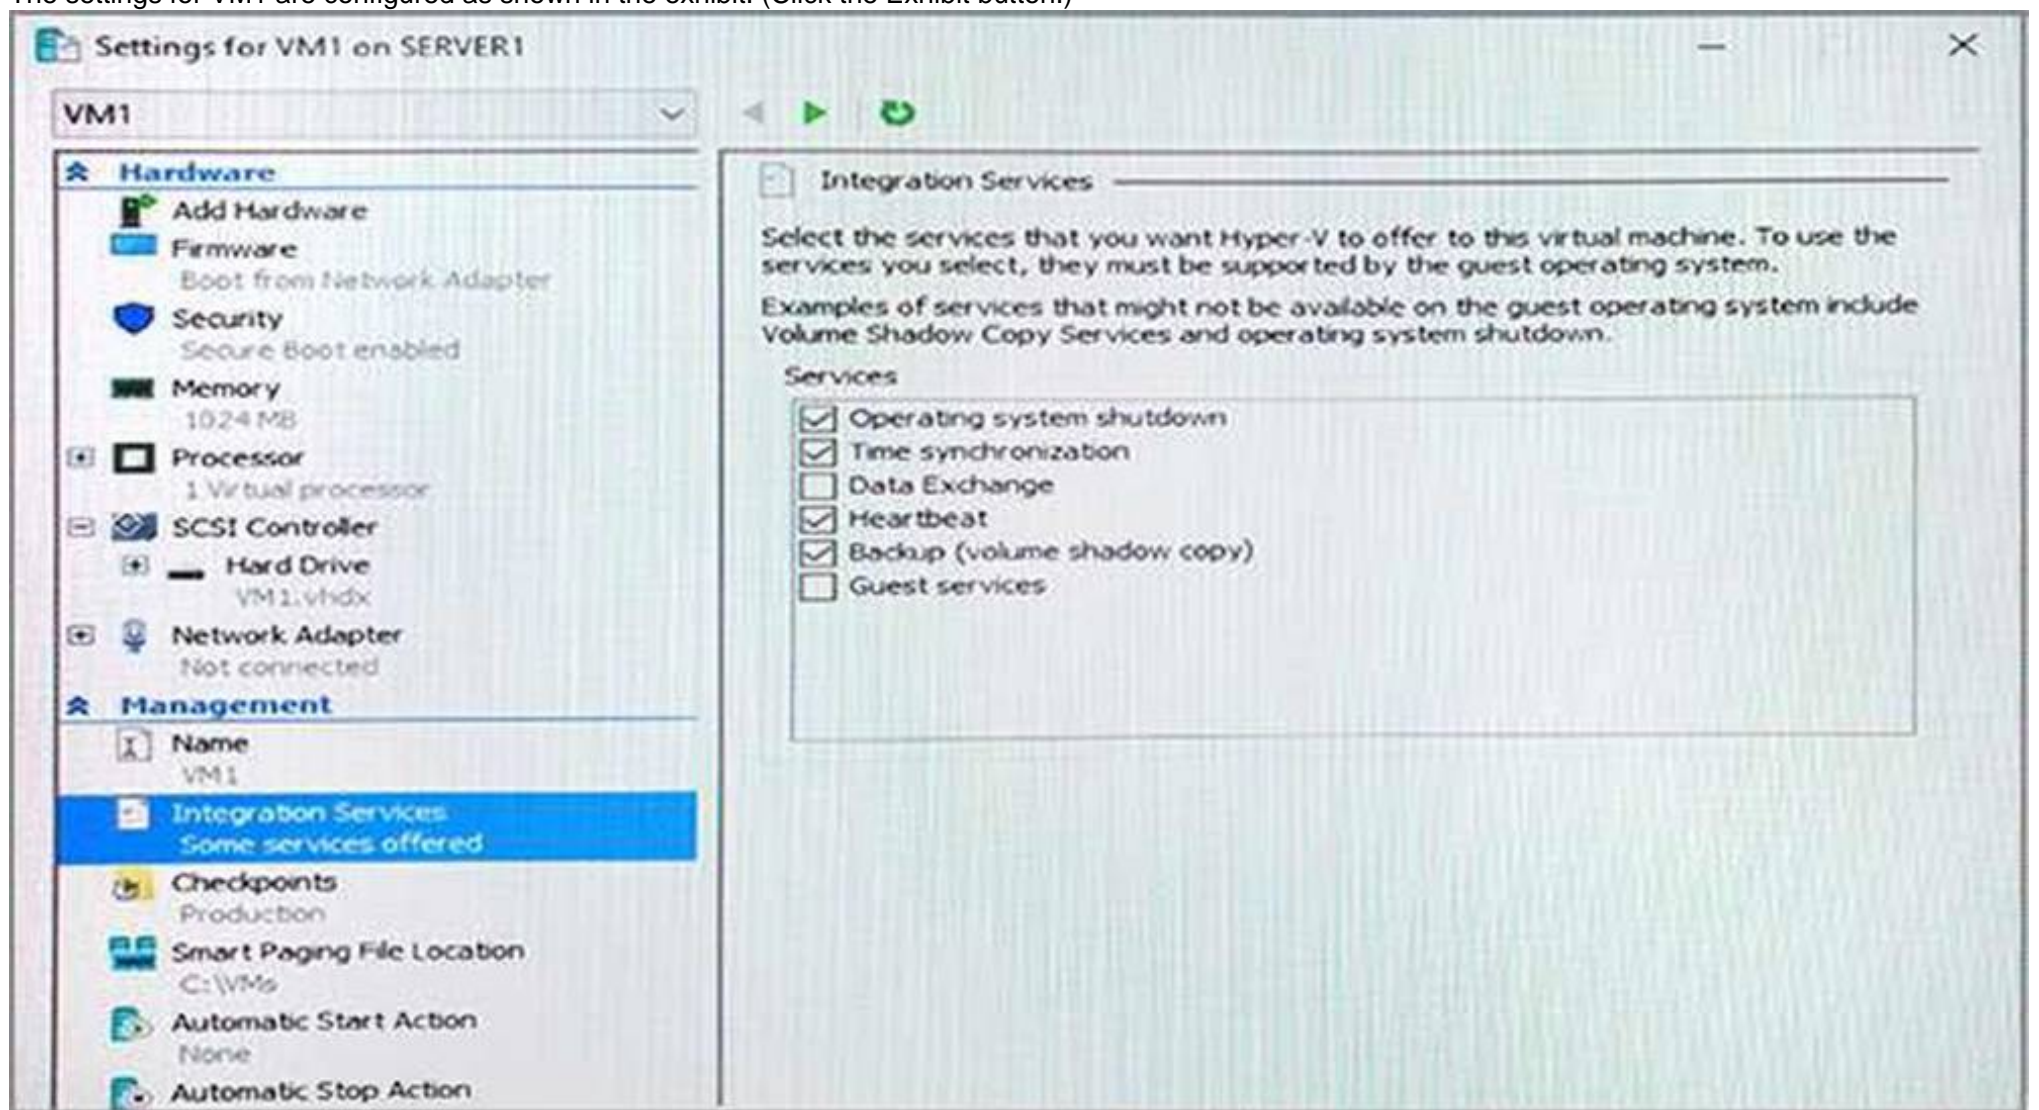 The settings for VM1 are configured as shown in the exhibit. (Click the Exhibit button.)
Settings for VM1 on SERVER1
VM1
Hardware
Add Hardware
Firmware
Boot from Network Adapter
Security
Secure Boot enabled
Memory
1024 MB
Processor
1 Virtual processor
SCSI Controller
Hard Drive
VM1.vhdx
Network Adapter
Not connected
Management
Name
VM1
Integration Services
Some services offered
Checkpoints
Production
Smart Paging File Location
C:\VMs
Automatic Start Action
None
Automatic Stop Action
Integration Services
Select the services that you want Hyper-V to offer to this virtual machine. To use the
services you select, they must be supported by the guest operating system.
Examples of services that might not be available on the guest operating system include
Volume Shadow Copy Services and operating system shutdown.
Services
Operating system shutdown
Time synchronization
Data Exchange
Heartbeat
Backup (volume shadow copy)
Guest services